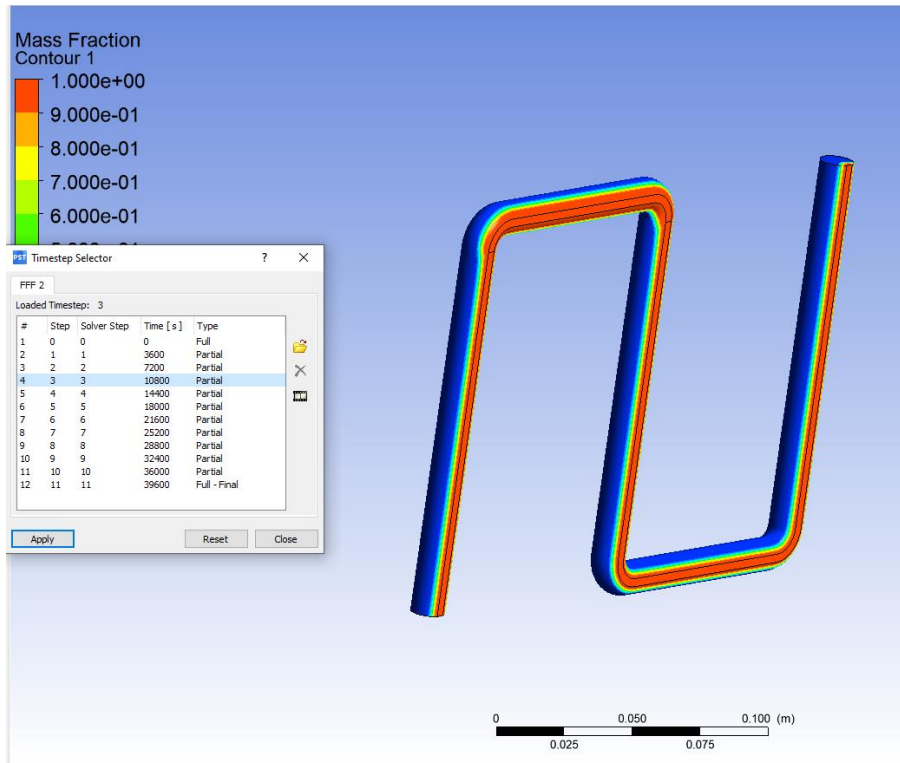 Mass Fraction
Contour 1
1.000e+00
9.000e-01
8.000e-01
7.000e-01
6.000e-01
PST Timestep Selector ? X
FFF 2
Loaded Timestep: 3
# Step Solver Step Time [ s ] Type
1 0 0 0 Full
2 1 1 3600 Partial
3 2 2 7200 Partial
4 3 3 10800 Partial
5 4 4 14400 Partial
6 5 5 18000 Partial
7 6 6 21600 Partial
8 7 7 25200 Partial
9 8 8 28800 Partial
10 9 9 32400 Partial
11 10 10 36000 Partial
12 11 11 39600 Full - Final
Apply Reset Close
0 0.050 0.100 (m)
0.025 0.075